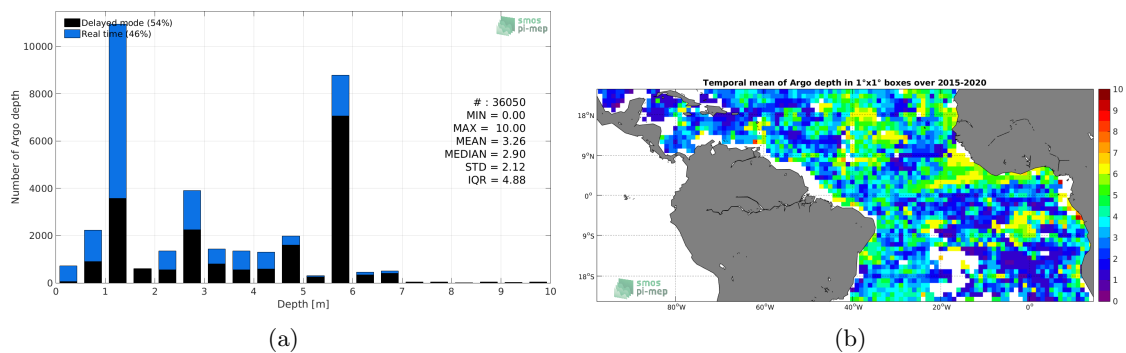 Delayed mode (54%)
Real time (46%)
smos
pi-mep
10000
8000
6000
4000
2000
0
Number of Argo depth
# : 36050
MIN = 0.00
MAX = 10.00
MEAN = 3.26
MEDIAN = 2.90
STD = 2.12
IQR = 4.88
0 1 2 3 4 5 6 7 8 9 10
Depth [m]
(a)
Temporal mean of Argo depth in 1°x1° boxes over 2015-2020
18°N
9°N
0°
9°S
18°S
80°W 60°W 40°W 20°W 0°
smos
pi-mep
10
9
8
7
6
5
4
3
2
1
0
(b)